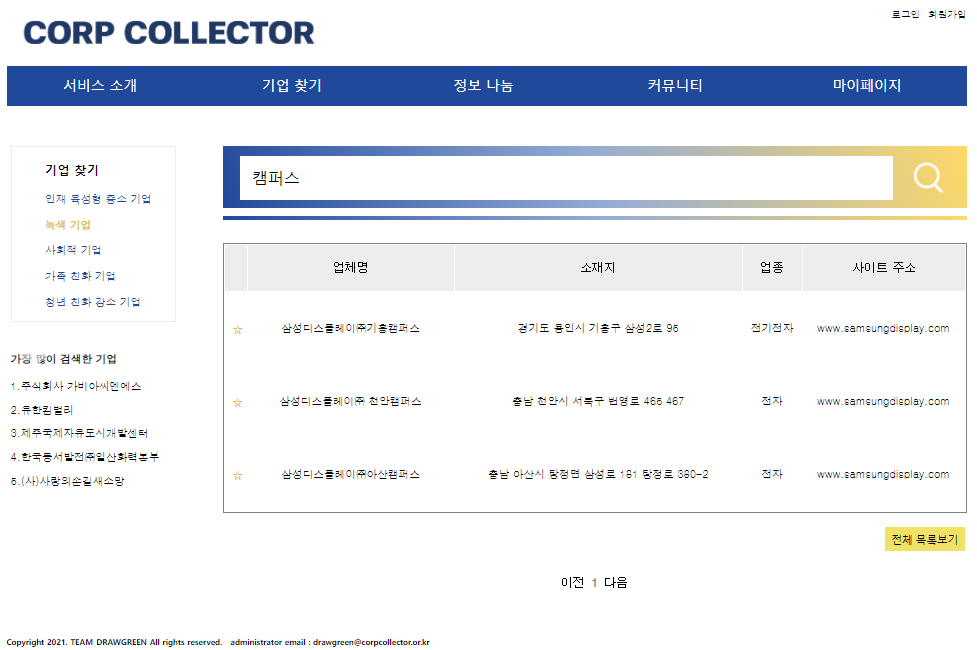 로그인 회원가입
CORP COLLECTOR
서비스 소개 기업 찾기 정보 나눔 커뮤니티 마이페이지
기업 찾기
인재 육성형 중소 기업
녹색 기업
사회적 기업
가족 친화 기업
청년 친화 강소 기업
가장 많이 검색한 기업
1.주식회사 가비아씨엔에스
2.유한킴벌리
3.제주국제자유도시개발센터
4.한국동서발전㈜일산화력본부
5.(사)사랑의손길새소망
캠퍼스
업체명 소재지 업종 사이트 주소
☆ 삼성디스플레이㈜기흥캠퍼스 경기도 용인시 기흥구 삼성2로 95 전기전자 www.samsungdisplay.com
☆ 삼성디스플레이㈜ 천안캠퍼스 충남 천안시 서북구 번영로 465 467 전자 www.samsungdisplay.com
☆ 삼성디스플레이㈜아산캠퍼스 충남 아산시 탕정면 삼성로 181 탕정로 380-2 전자 www.samsungdisplay.com
전체 목록보기
이전 1 다음
Copyright 2021. TEAM DRAWGREEN All rights reserved. administrator email : drawgreen@corpcollector.or.kr